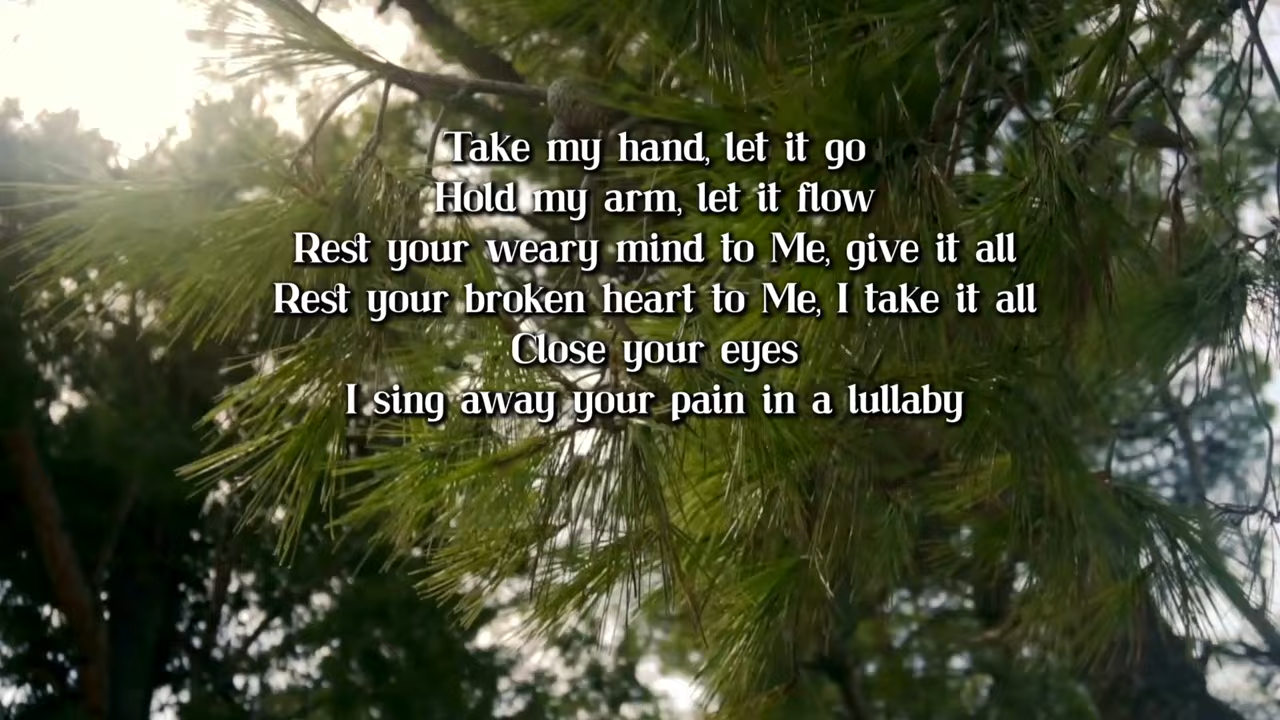 Take my hand, let it go
Hold my arm, let it flow
Rest your weary mind to Me, give it all
Rest your broken heart to Me, I take it all
Close your eyes
I sing away your pain in a lullaby